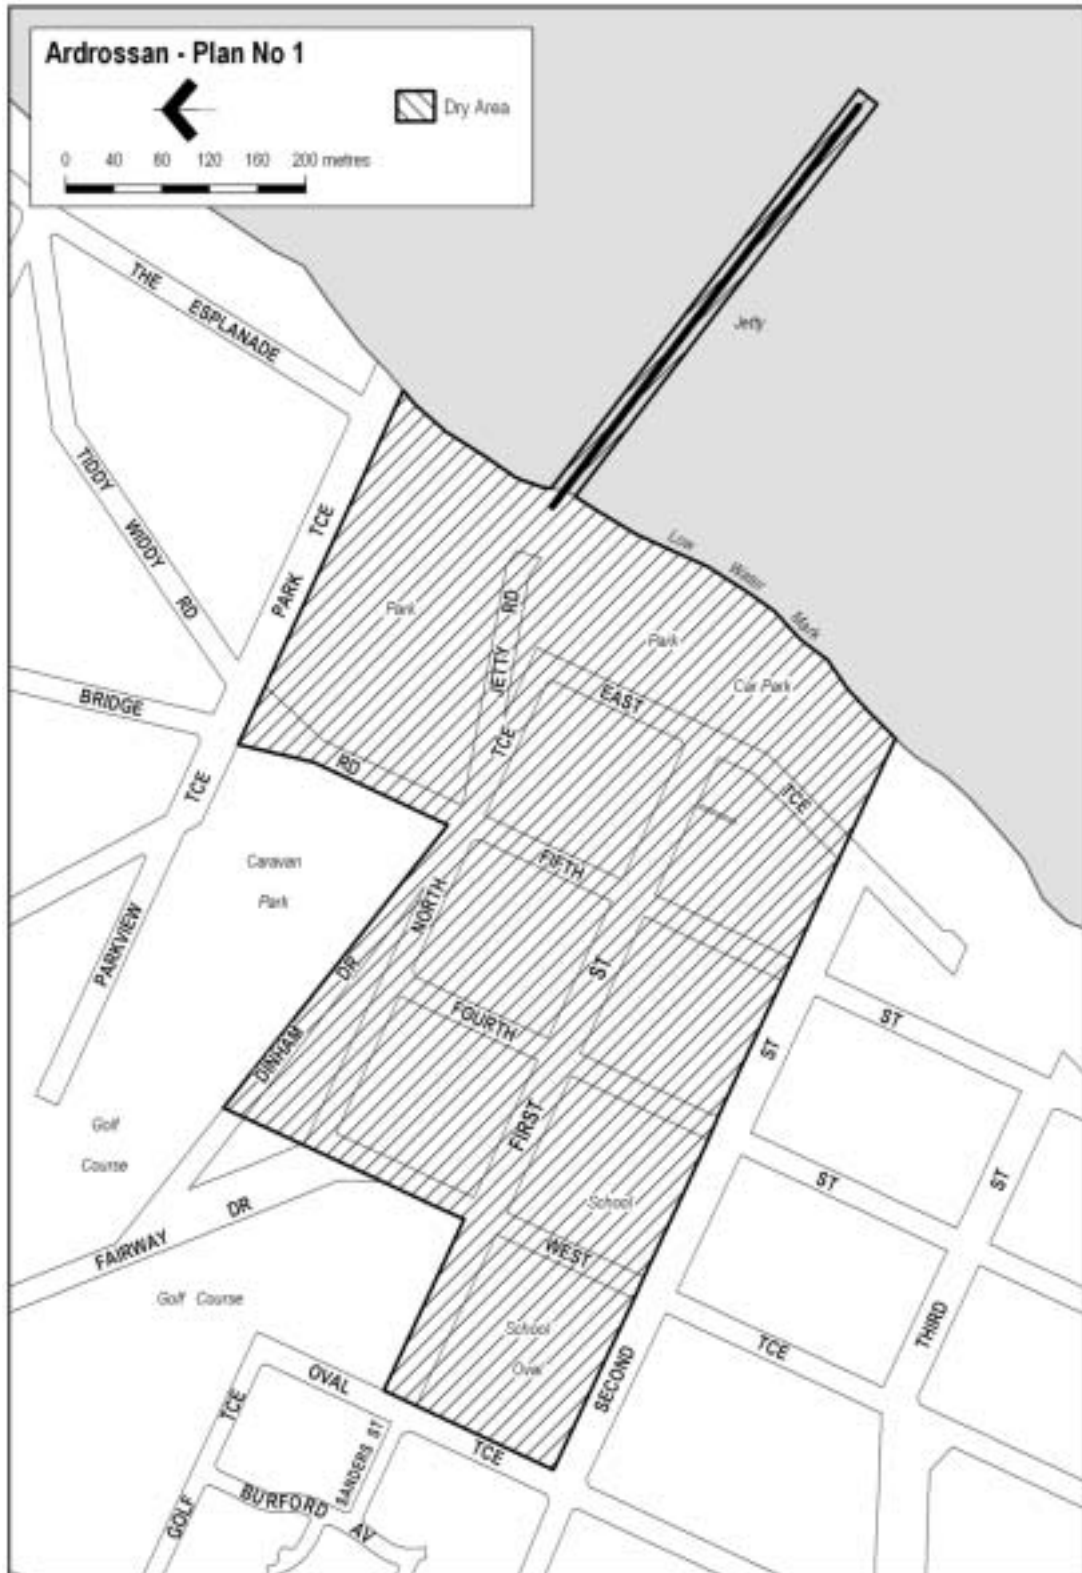 Ardrossan - Plan No 1
Dry Area
0 40 80 120 160 200 metres
THE ESPLANADE
Jetty
TIDDY WIDDY RD
PARK TCE
Low Water Mark
Park
JETTY RD
Park
Car Park
BRIDGE
EAST TCE
RD
TCE
TCE
Caravan
Park
FIFTH
NORTH
PARKVIEW
DR
ST
ST
FOURTH
DINHAM
ST
FIRST
Golf
Course
ST
ST
School
DR
FAIRWAY
WEST
Golf Course
School
Oval
THIRD
TCE
OVAL
SECOND
TCE
TCE
SANDERS ST
BURFORD AV
GOLF